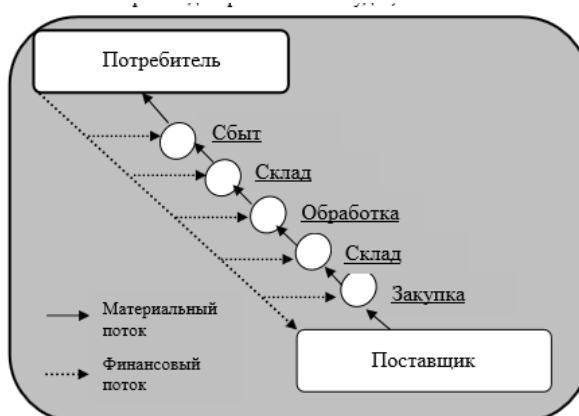 Потребитель
Сбыт
Склад
Обработка
Склад
Закупка
Материальный
поток
Поставщик
Финансовый
поток